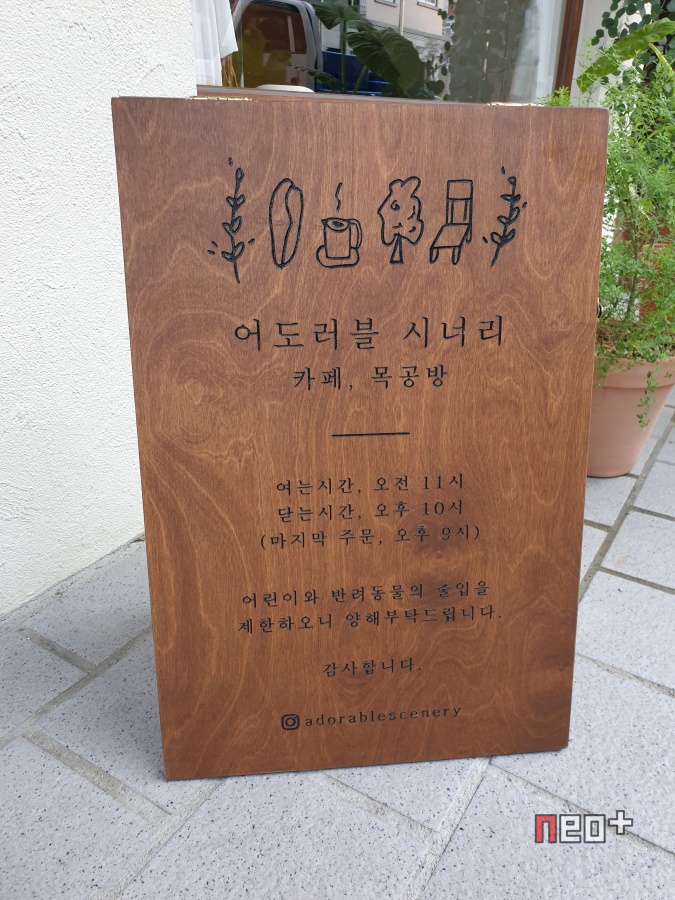 어도러블 시너리
카페, 목공방
여는시간, 오전 11시
닫는시간, 오후 10시
(마지막 주문, 오후 9시)
어린이와 반려동물의 출입을
제한하오니 양해부탁드립니다.
감사합니다.
adorablescenery
neo+